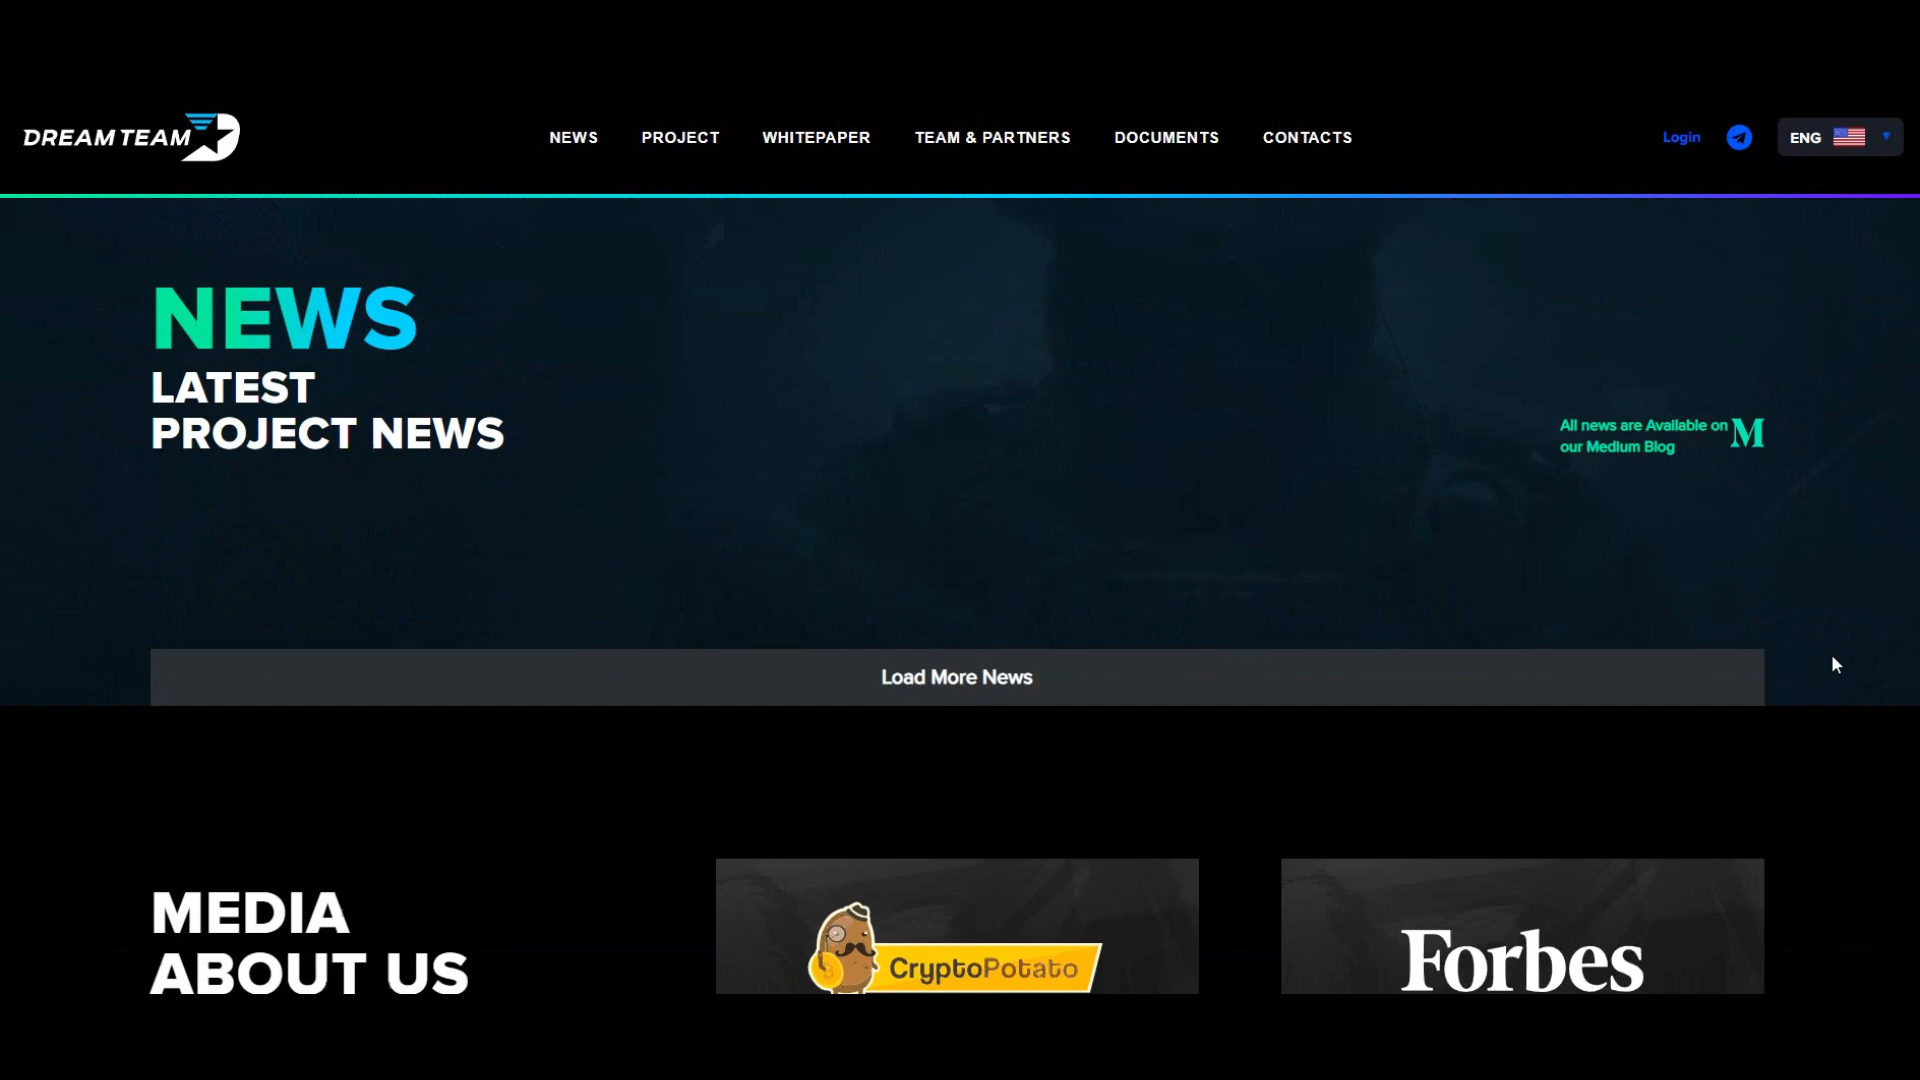 DREAM TEAM
NEWS PROJECT WHITEPAPER TEAM & PARTNERS DOCUMENTS CONTACTS
Login ENG
NEWS
LATEST
PROJECT NEWS
All news are Available on
our Medium Blog
M
Load More News
MEDIA
ABOUT US
CryptoPotato
Forbes